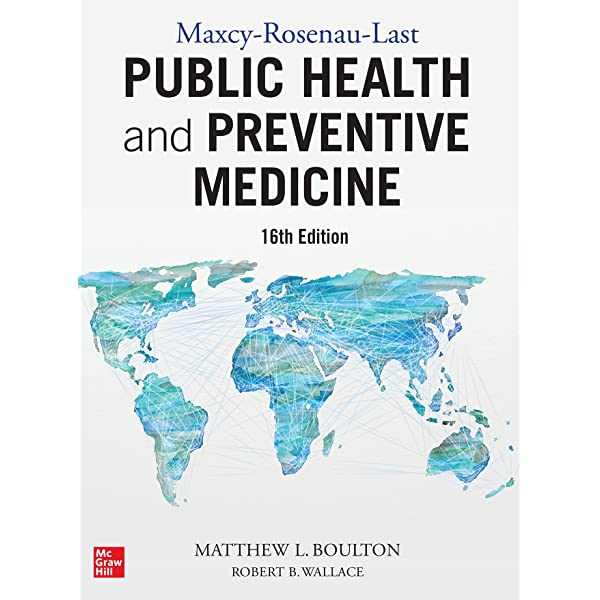 Maxcy-Rosenau-Last
PUBLIC HEALTH
and PREVENTIVE
MEDICINE
16th Edition
Mc
Graw
Hill
MATTHEW L. BOULTON
ROBERT B. WALLACE